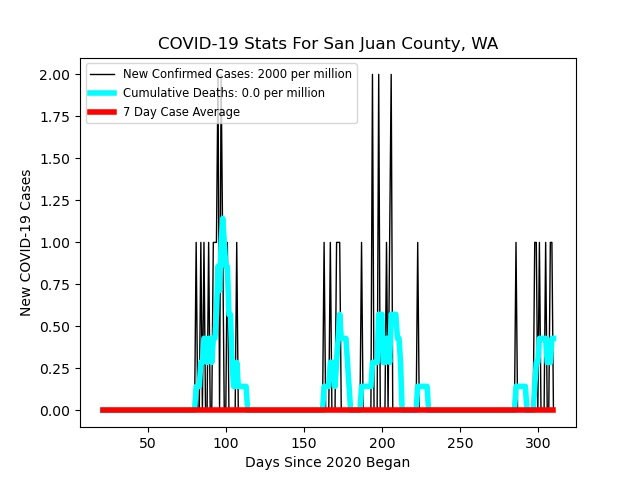 COVID-19 Stats For San Juan County, WA
New Confirmed Cases: 2000 per million
Cumulative Deaths: 0.0 per million
7 Day Case Average
2.00
1.75
1.50
1.25
1.00
0.75
0.50
0.25
0.00
New COVID-19 Cases
50 100 150 200 250 300
Days Since 2020 Began